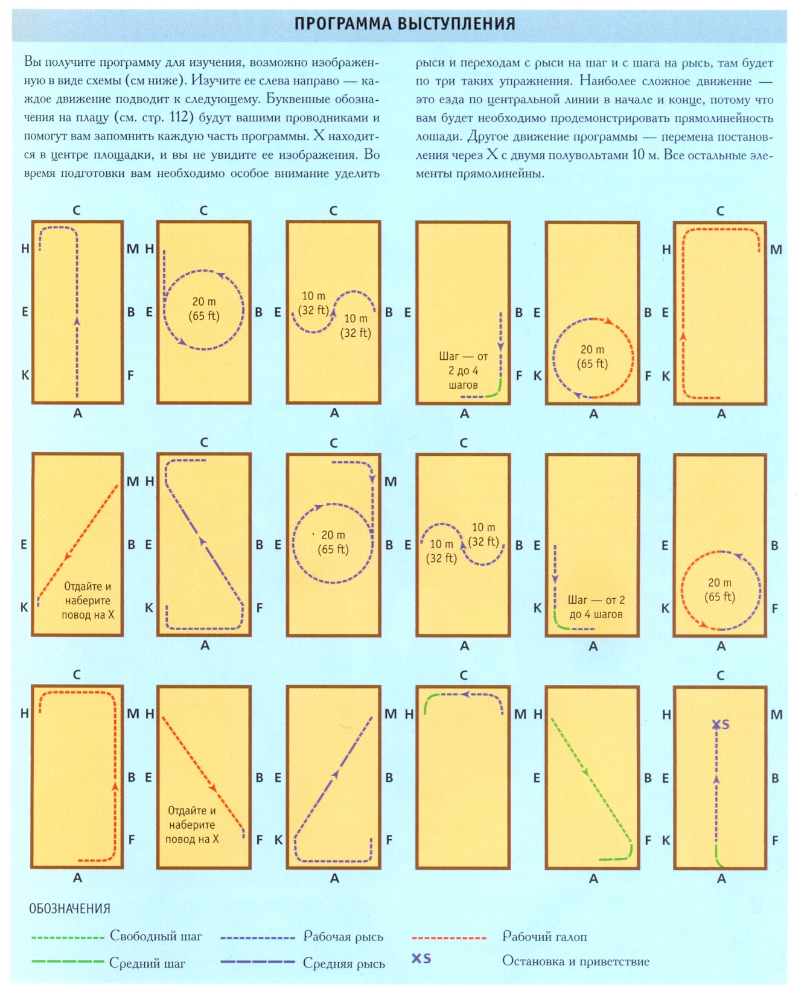 ПРОГРАММА ВЫСТУПЛЕНИЯ
Вы получите программу для изучения, возможно изображен-
ную в виде схемы (см ниже). Изучите ее слева направо — ка-
ждое движение подводит к следующему. Буквенные обозна-
чения на плацу (см. стр. 112) будут вашими проводниками и
помогут вам запомнить каждую часть программы. X находит-
ся в центре площадки, и вы не увидите ее изображения. Во
время подготовки вам необходимо особое внимание уделить
рыси и переходам с рыси на шаг и с шага на рысь, там будет
по три таких упражнения. Наиболее сложное движение —
это езда по центральной линии в начале и конце, потому что
вам будет необходимо продемонстрировать прямолинейность
лошади. Другое движение программы — перемена постанов-
ления через X с двумя полувольтами 10 м. Все остальные эле-
менты прямолинейны.
C C C C
H M H H M
10 m
(32 ft)
10 m
(32 ft)
20 m
(65 ft)
E B E B E B E B E B E
Шаг — от
2 до 4
шагов
20 m
(65 ft)
K F F K F K
A A A A A
C C C
M H M
20 m
(65 ft)
10 m
(32 ft)
10 m
(32 ft)
E B E B E B E B E E B
Отдайте и
наберите
повод на X
Шаг — от 2
до 4 шагов
20 m
(65 ft)
K K F K K F
A A A A
C C C
H M H M H M H H M
B E B E B E B E B
Отдайте и
наберите
повод на X
XS
F F K F F K F
A A A A
ОБОЗНАЧЕНИЯ
Свободный шаг
Рабочая рысь
Рабочий галоп
Средний шаг
Средняя рысь
XS Остановка и приветствие